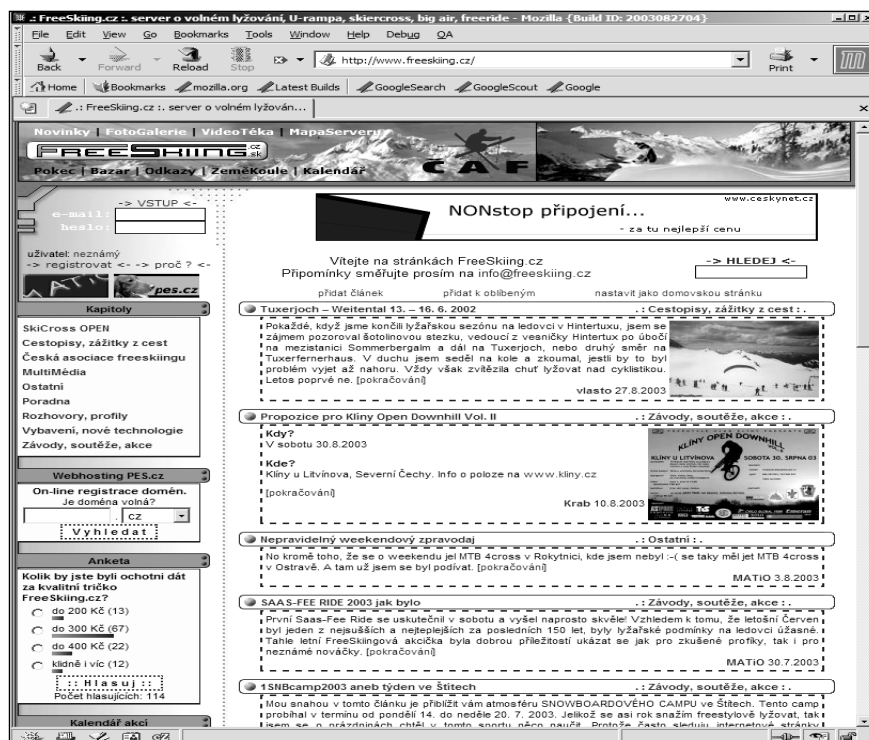 .: FreeSkiing.cz :. server o volném lyžování, U-rampa, skiercross, big air, freeride - Mozilla {Build ID: 2003082704}
File Edit View Go Bookmarks Tools Window Help Debug QA
Back Forward Reload Stop http://www.freeskiing.cz/ Print
Home Bookmarks mozilla.org Latest Builds GoogleSearch GoogleScout Google
.: FreeSkiing.cz :. server o volném lyžován...
Novinky | FotoGalerie | VideoTéka | MapaServeru
FREESKIING .cz .sk
CAF
Pokec | Bazar | Odkazy | ZeměKoule | Kalendář
-> VSTUP <-
e-mail:
heslo:
uživatel: neznámý
-> registrovat <- -> proč ? <-
pes.cz
www.ceskynet.cz
NONstop připojení...
- za tu nejlepší cenu
Vítejte na stránkách FreeSkiing.cz
Připomínky směřujte prosím na info@freeskiing.cz
-> HLEDEJ <-
přidat článek přidat k oblíbeným nastavit jako domovskou stránku
Kapitoly
SkiCross OPEN
Cestopisy, zážitky z cest
Česká asociace freeskiingu
MultiMédia
Ostatní
Poradna
Rozhovory, profily
Vybavení, nové technologie
Závody, soutěže, akce
Webhosting PES.cz
On-line registrace domén.
Je doména volná?
. cz
Vyhledat
Anketa
Kolik by jste byli ochotni dát
za kvalitní tričko
FreeSkiing.cz?
do 200 Kč (13)
do 300 Kč (67)
do 400 Kč (22)
klidně i víc (12)
:: Hlasuj ::
Počet hlasujících: 114
Kalendář akcí
Tuxerjoch – Weitental 13. – 16. 6. 2002 .: Cestopisy, zážitky z cest :.
Pokaždé, když jsme končili lyžařskou sezónu na ledovci v Hintertuxu, jsem se
zájmem pozoroval šotolinovou stezku, vedoucí z vesničky Hintertux po úbočí
na mezistanici Sommerbergalm a dál na Tuxerjoch, nebo druhý směr na
Tuxerfernerhaus. V duchu jsem seděl na kole a zkoumal, jestli by to byl
problém vyjet až nahoru. Vždy však zvítězila chuť lyžovat nad cyklistikou.
Letos poprvé ne. [pokračování]
vlasto 27.8.2003
Propozice pro Klíny Open Downhill Vol. II .: Závody, soutěže, akce :.
Kdy?
V sobotu 30.8.2003
Kde?
Klíny u Litvínova, Severní Čechy. Info o poloze na www.kliny.cz
[pokračování]
Krab 10.8.2003
KLÍNY OPEN DOWNHILL
KLÍNY U LITVÍNOVA SOBOTA 30. SRPNA 03
Nepravidelný weekendový zpravodaj .: Ostatní :.
No kromě toho, že se o weekendu jel MTB 4cross v Rokytnici, kde jsem nebyl :-( se taky měl jet MTB 4cross
v Ostravě. A tam už jsem se byl podívat. [pokračování]
MATiO 3.8.2003
SAAS-FEE RIDE 2003 jak bylo .: Závody, soutěže, akce :.
První Saas-Fee Ride se uskutečnil v sobotu a vyšel naprosto skvěle! Vzhledem k tomu, že letošní Červen
byl jeden z nejsušších a nejteplejších za posledních 150 let, byly lyžařské podmínky na ledovci úžasné.
Tahle letní FreeSkiingová akcička byla dobrou příležitostí ukázat se jak pro zkušené profíky, tak i pro
neznámé nováčky. [pokračování]
MATiO 30.7.2003
1SNBcamp2003 aneb týden ve Štítech .: Závody, soutěže, akce :.
Mou snahou v tomto článku je přiblížit vám atmosféru SNOWBOARDOVÉHO CAMPU ve Štítech. Tento camp
probíhal v termínu od pondělí 14. do neděle 20. 7. 2003. Jelikož se asi rok snažím freestylově lyžovat, tak
jsem se o prázdninách chtěl v tomto sportu něco naučit. Protože často sleduju internetové stránky